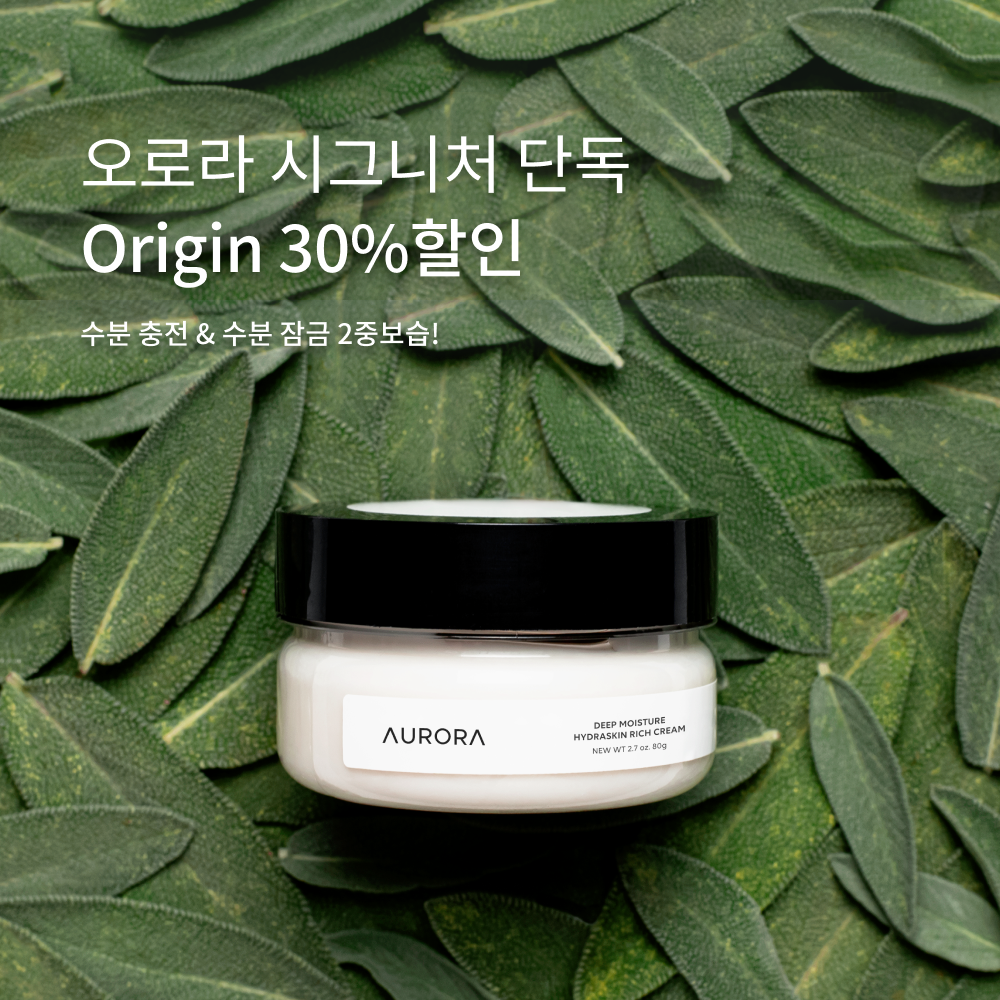 오로라 시그니처 단독
Origin 30%할인
수분 충전 & 수분 잠금 2중보습!
AURORA
DEEP MOISTURE
HYDRASKIN RICH CREAM
NEW WT 2.7 oz. 80g